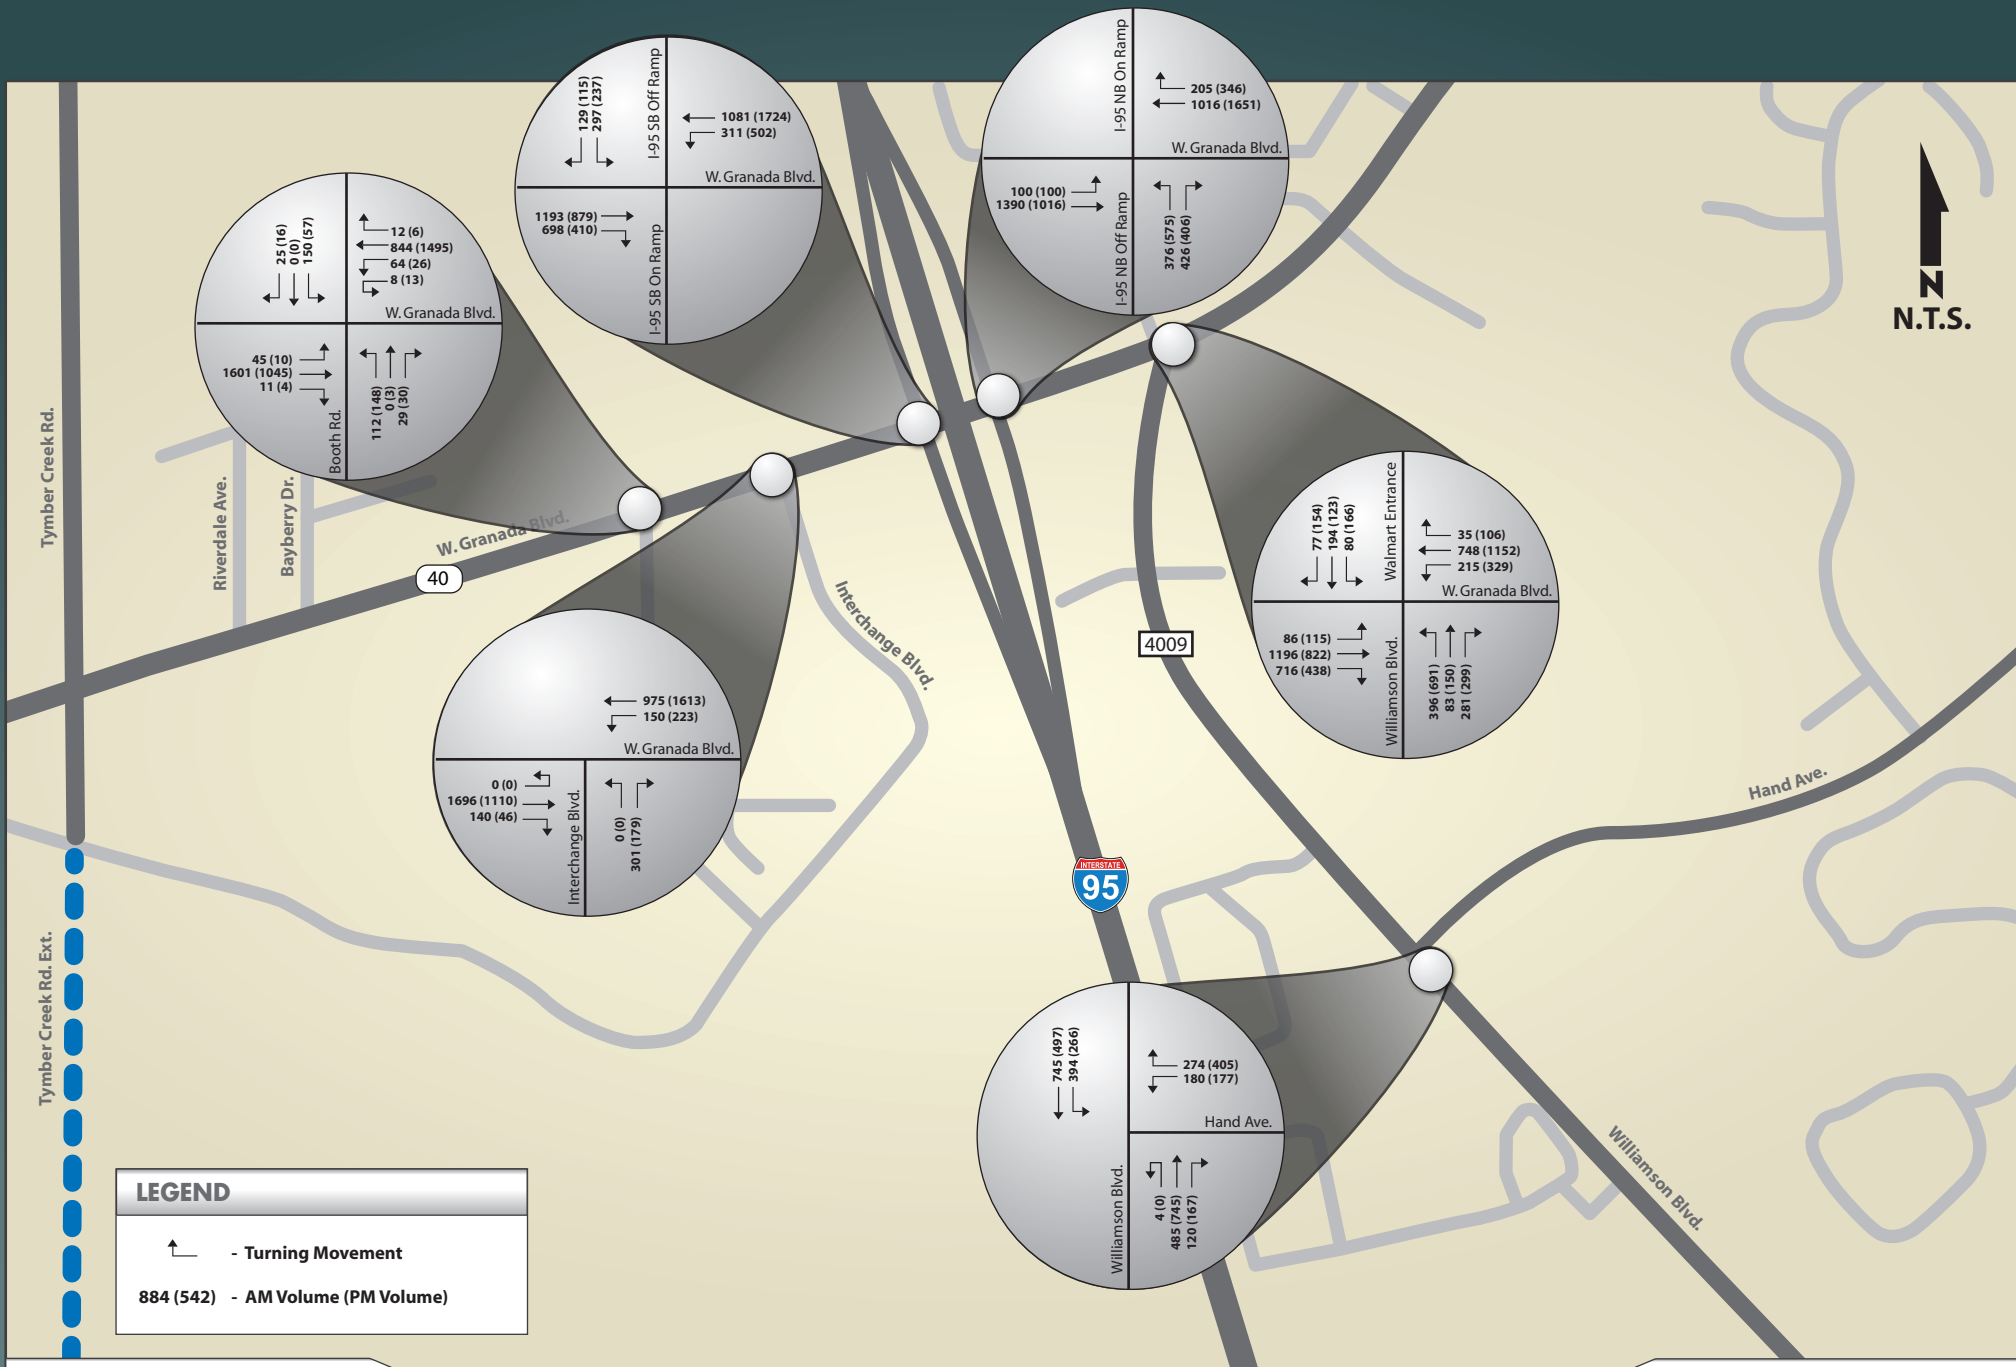 129 (115)
297 (237)
I-95 SB Off Ramp
1081 (1724)
311 (502)
W. Granada Blvd.
1193 (879)
698 (410)
I-95 SB On Ramp
I-95 NB On Ramp
205 (346)
1016 (1651)
W. Granada Blvd.
100 (100)
1390 (1016)
I-95 NB Off Ramp
376 (575)
426 (406)
N
N.T.S.
25 (16)
0 (0)
150 (57)
12 (6)
844 (1495)
64 (26)
8 (13)
W. Granada Blvd.
45 (10)
1601 (1045)
11 (4)
Booth Rd.
112 (148)
0 (3)
29 (30)
Tymber Creek Rd.
Riverdale Ave.
Bayberry Dr.
W. Granada Blvd.
40
Interchange Blvd.
4009
77 (154)
194 (123)
80 (166)
Walmart Entrance
35 (106)
748 (1152)
215 (329)
W. Granada Blvd.
86 (115)
1196 (822)
716 (438)
Williamson Blvd.
396 (691)
83 (150)
281 (299)
975 (1613)
150 (223)
W. Granada Blvd.
0 (0)
1696 (1110)
140 (46)
Interchange Blvd.
0 (0)
301 (179)
Hand Ave.
INTERSTATE
95
Tymber Creek Rd. Ext.
745 (497)
394 (266)
274 (405)
180 (177)
Hand Ave.
Williamson Blvd.
4 (0)
485 (745)
120 (167)
Williamson Blvd.
LEGEND
- Turning Movement
884 (542) - AM Volume (PM Volume)